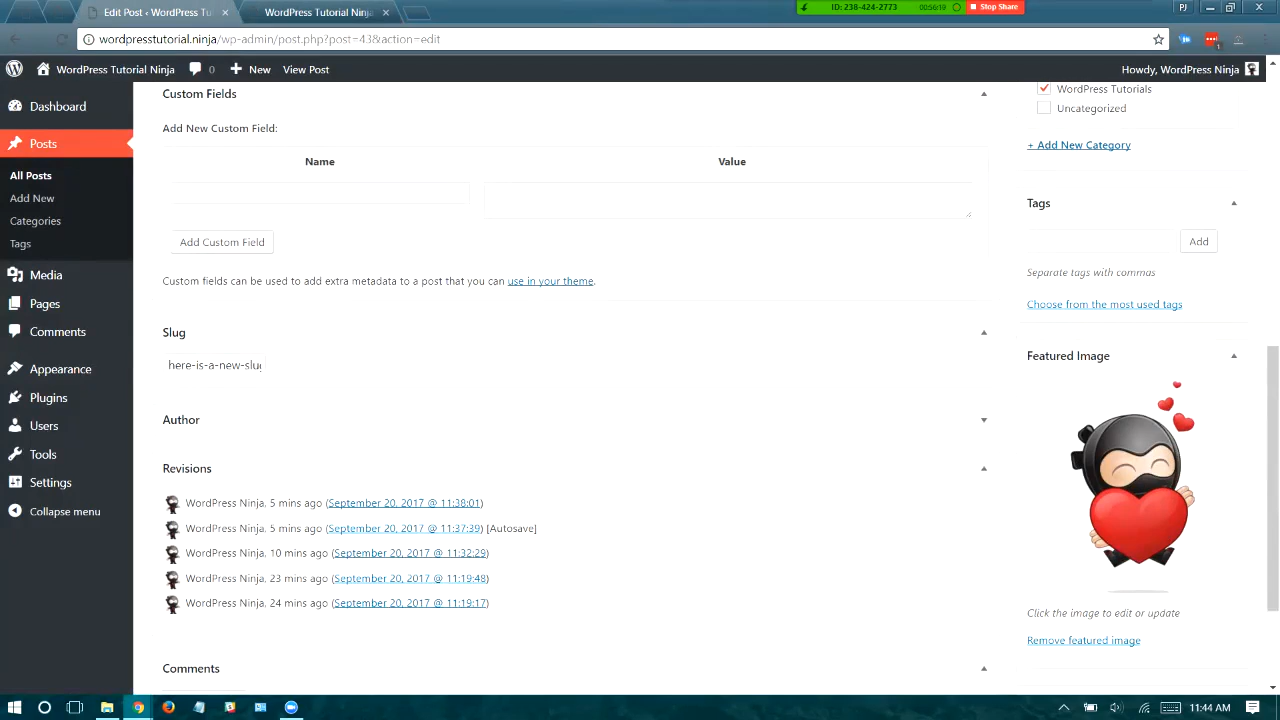 Edit Post ‹ WordPress Tu
WordPress Tutorial Ninja
ID: 238-424-2773
00:56:19
Stop Share
PJ
wordpresstutorial.ninja/wp-admin/post.php?post=43&action=edit
1
WordPress Tutorial Ninja
0
New
View Post
Howdy, WordPress Ninja
Dashboard
Posts
All Posts
Add New
Categories
Tags
Media
Pages
Comments
Appearance
Plugins
Users
Tools
Settings
Collapse menu
Custom Fields
Add New Custom Field:
Name
Value
Add Custom Field
Custom fields can be used to add extra metadata to a post that you can use in your theme.
Slug
here-is-a-new-slug
Author
Revisions
WordPress Ninja, 5 mins ago (September 20, 2017 @ 11:38:01)
WordPress Ninja, 5 mins ago (September 20, 2017 @ 11:37:39) [Autosave]
WordPress Ninja, 10 mins ago (September 20, 2017 @ 11:32:29)
WordPress Ninja, 23 mins ago (September 20, 2017 @ 11:19:48)
WordPress Ninja, 24 mins ago (September 20, 2017 @ 11:19:17)
Comments
WordPress Tutorials
Uncategorized
+ Add New Category
Tags
Add
Separate tags with commas
Choose from the most used tags
Featured Image
Click the image to edit or update
Remove featured image
11:44 AM